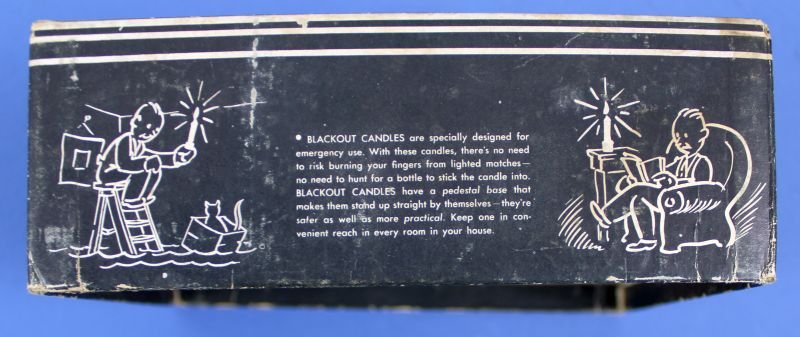 • BLACKOUT CANDLES are specially designed for
emergency use. With these candles, there's no need
to risk burning your fingers from lighted matches—
no need to hunt for a bottle to stick the candle into.
BLACKOUT CANDLES have a pedestal base that
makes them stand up straight by themselves—they're
safer as well as more practical. Keep one in con-
venient reach in every room in your house.